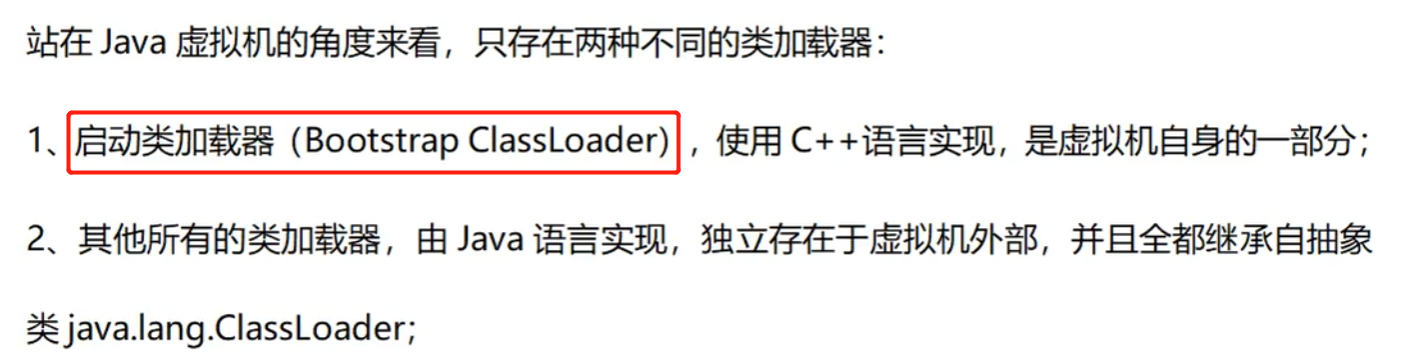 站在 Java 虚拟机的角度来看，只存在两种不同的类加载器：
1、启动类加载器（Bootstrap ClassLoader），使用 C++语言实现，是虚拟机自身的一部分；
2、其他所有的类加载器，由 Java 语言实现，独立存在于虚拟机外部，并且全都继承自抽象
类 java.lang.ClassLoader;